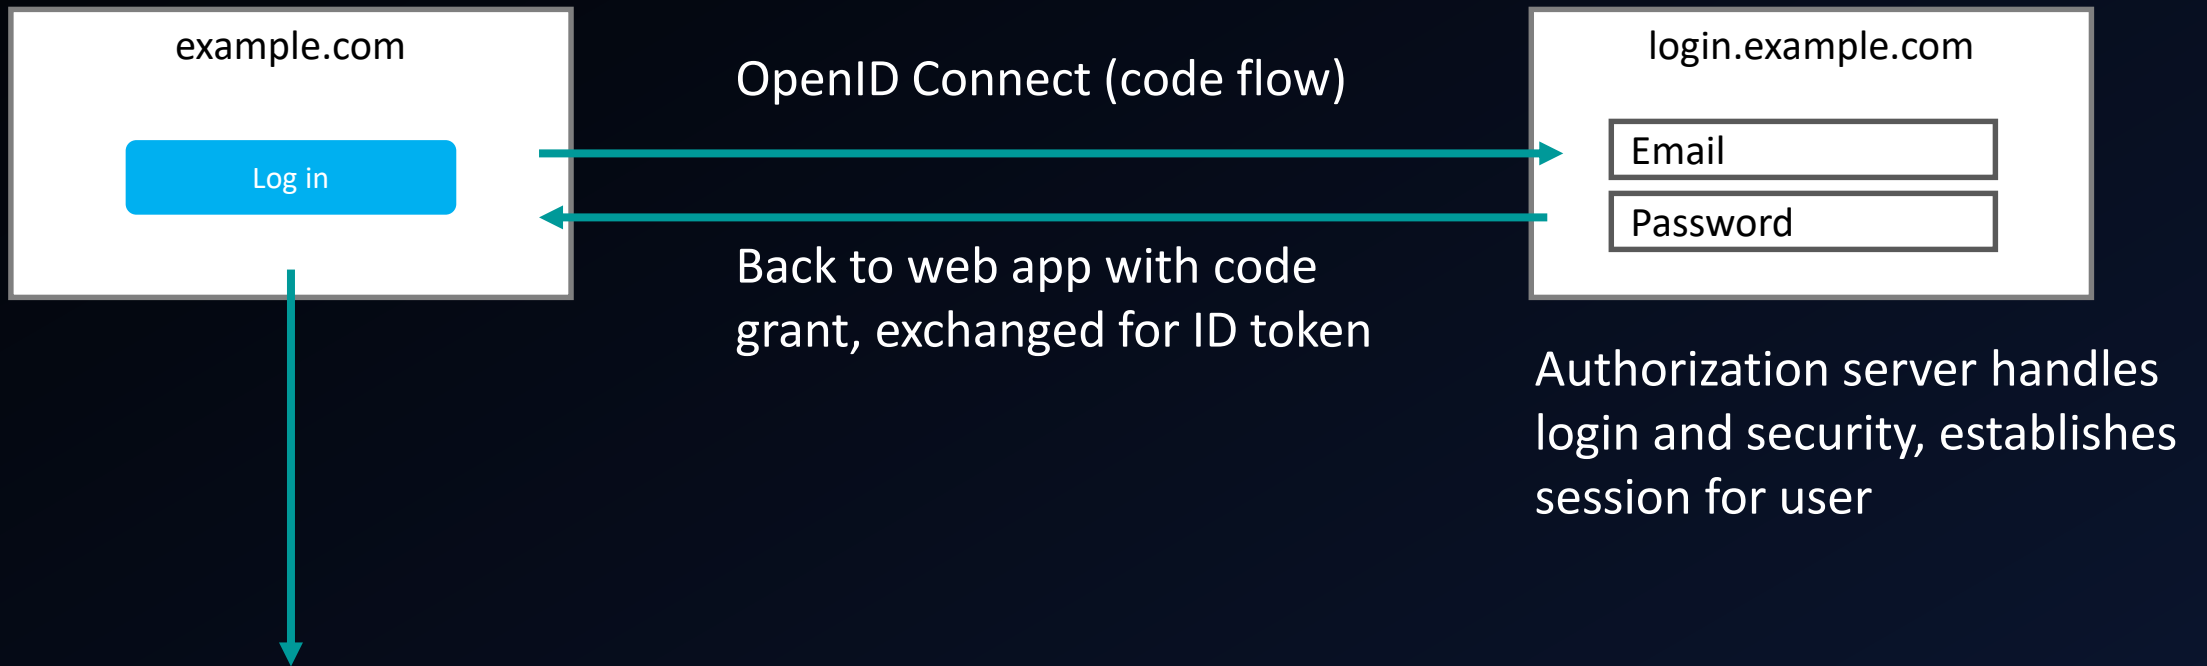 example.com
Log in
OpenID Connect (code flow)
Back to web app with code
grant, exchanged for ID token
login.example.com
Email
Password
Authorization server handles
login and security, establishes
session for user